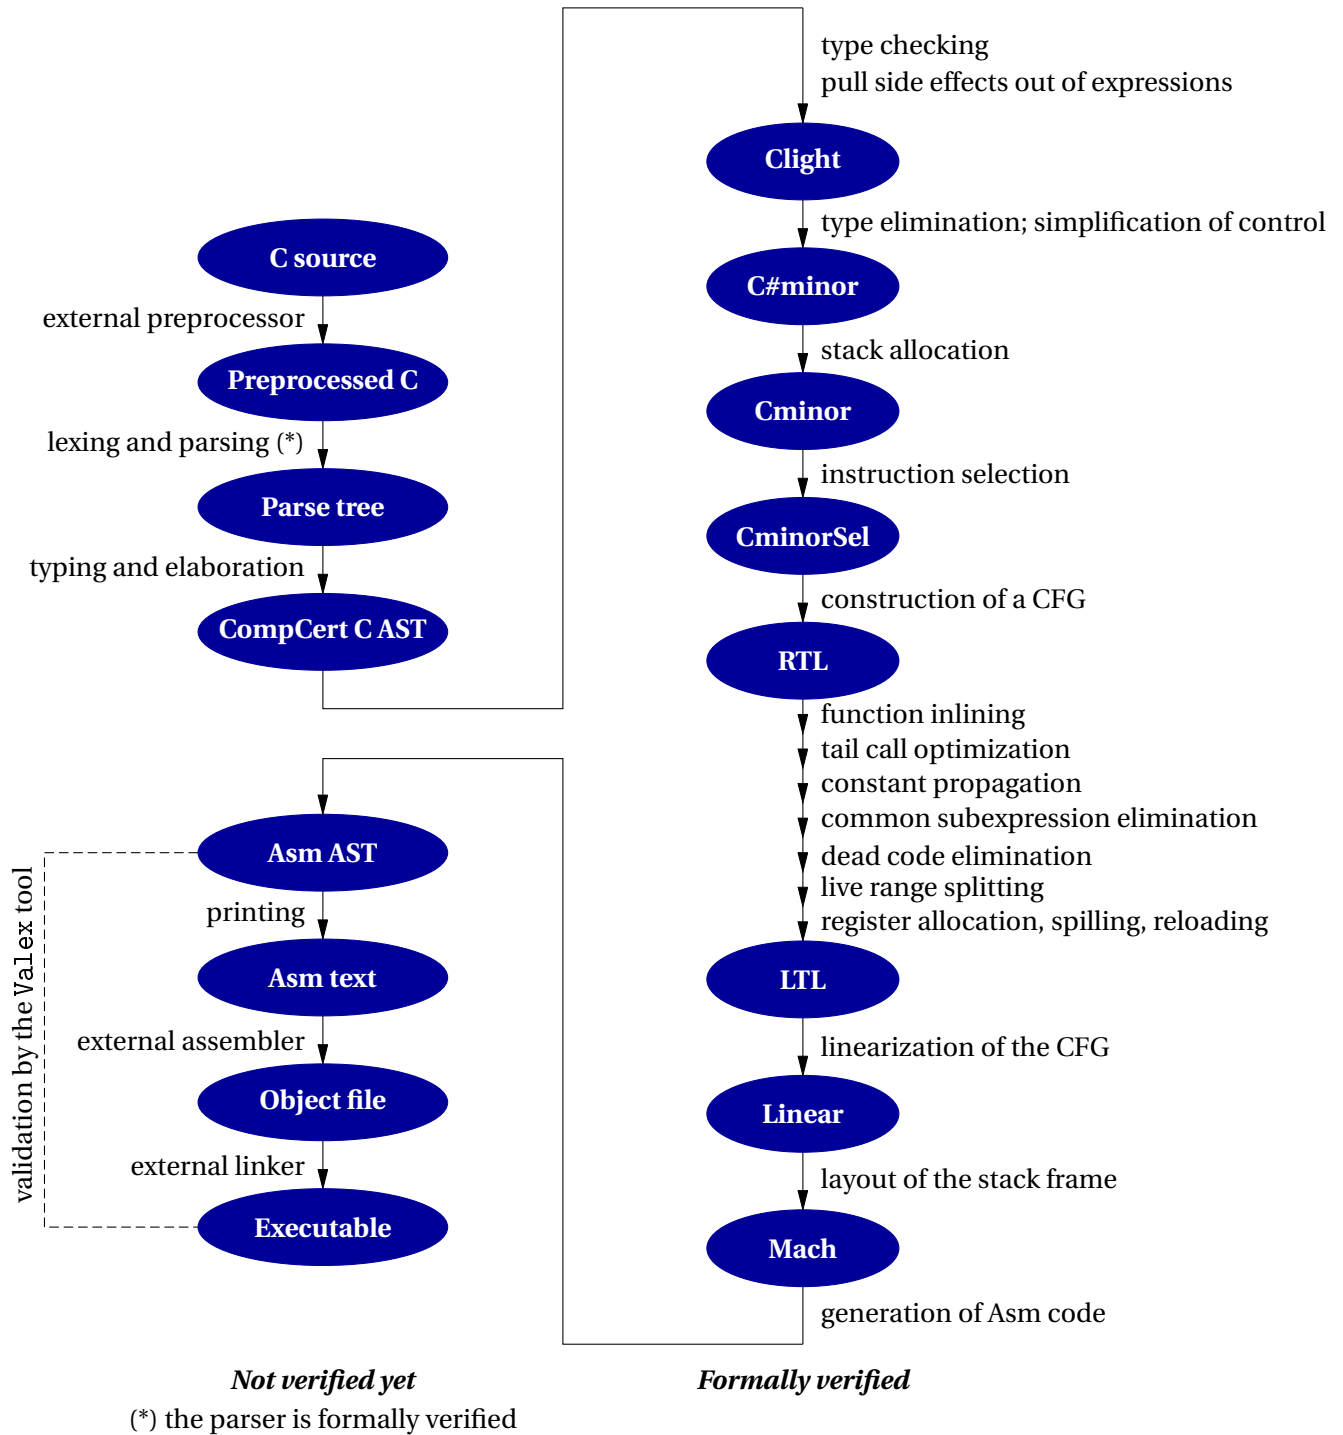 C source
external preprocessor
Preprocessed C
lexing and parsing (*)
Parse tree
typing and elaboration
CompCert C AST
type checking
pull side effects out of expressions
Clight
type elimination; simplification of control
C#minor
stack allocation
Cminor
instruction selection
CminorSel
construction of a CFG
RTL
function inlining
tail call optimization
constant propagation
common subexpression elimination
dead code elimination
live range splitting
register allocation, spilling, reloading
LTL
linearization of the CFG
Linear
layout of the stack frame
Mach
generation of Asm code
Asm AST
printing
Asm text
external assembler
Object file
external linker
Executable
validation by the Valex tool
Not verified yet
(*) the parser is formally verified
Formally verified